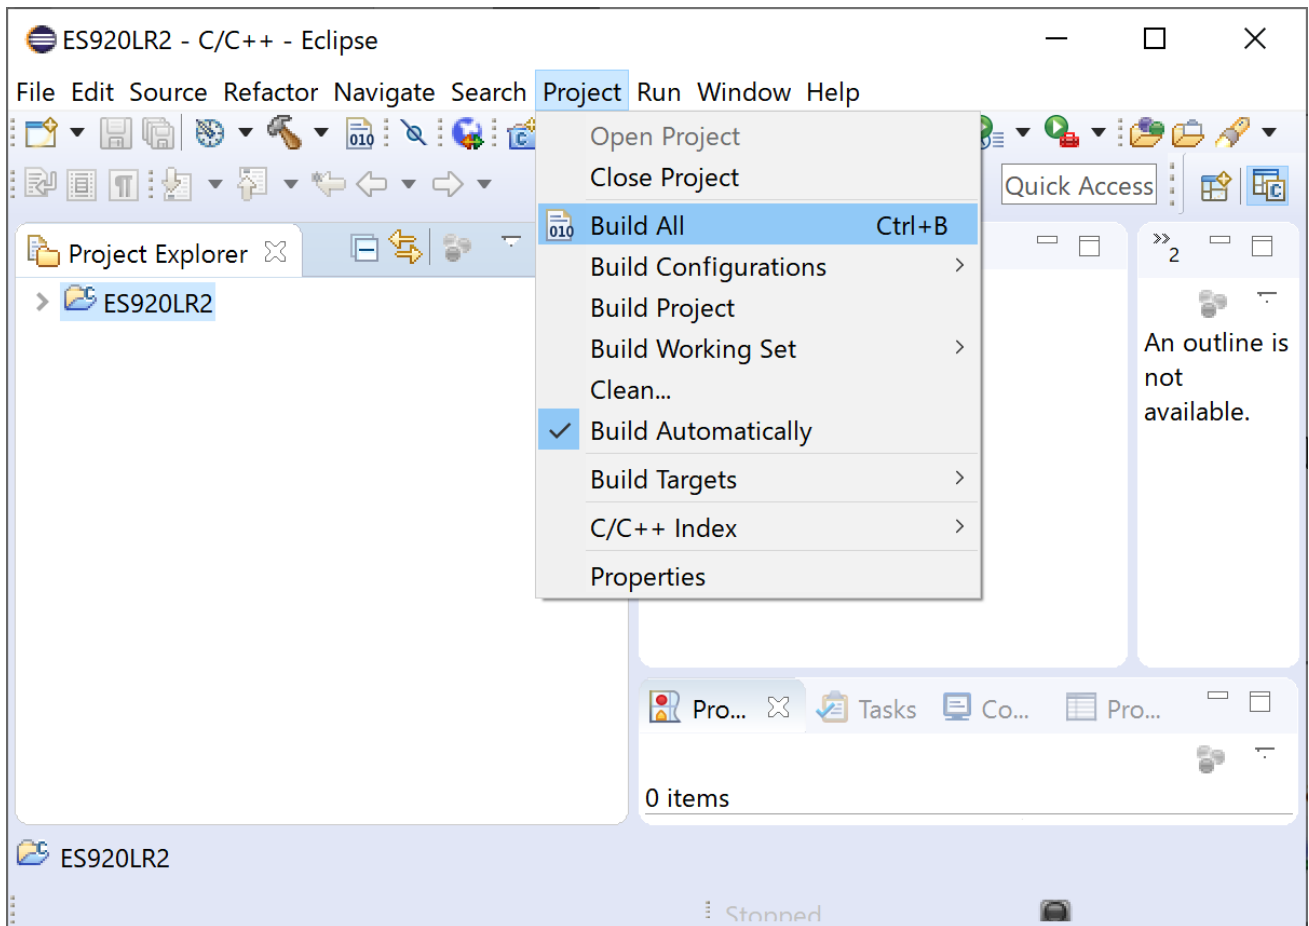 ES920LR2 - C/C++ - Eclipse
File Edit Source Refactor Navigate Search Project Run Window Help
010
Open Project
Close Project
Quick Access
010 Build All Ctrl+B
Build Configurations
Build Project
Build Working Set
Clean...
Build Automatically
Build Targets
C/C++ Index
Properties
Project Explorer
ES920LR2
»2
An outline is
not
available.
Pro... Tasks Co... Pro...
0 items
ES920LR2
Stopped